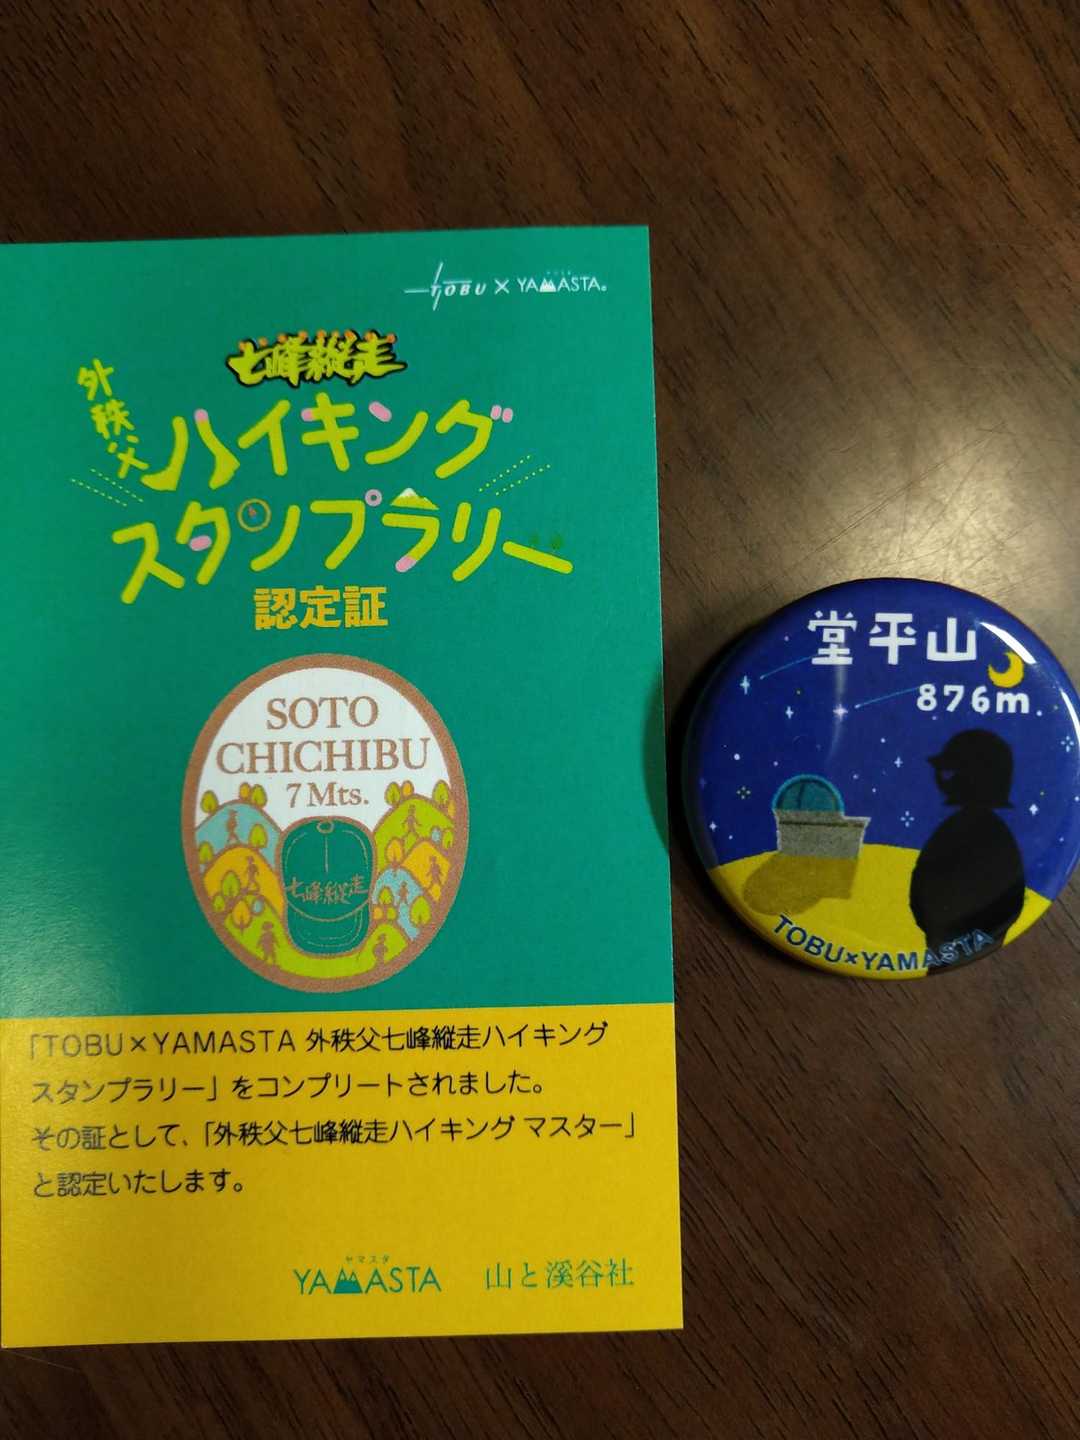 TOBU × YAMASTA®
七峰縦走
外秩父
ハイキング
スタンプラリー
認定証
SOTO
CHICHIBU
7 Mts.
七峰縦走
「TOBU×YAMASTA 外秩父七峰縦走ハイキング
スタンプラリー」をコンプリートされました。
その証として、「外秩父七峰縦走ハイキング マスター」
と認定いたします。
ヤマスタ
YAMASTA 山と溪谷社
堂平山
876m
TOBU×YAMASTA